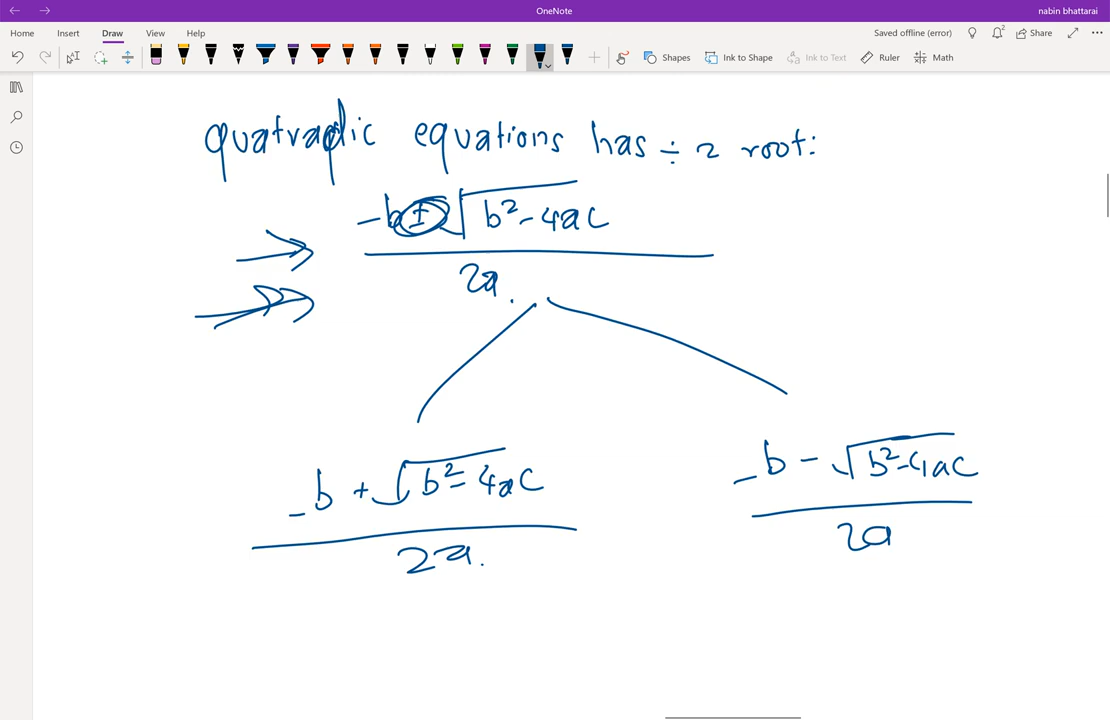 OneNote
nabin bhattarai
Home Insert Draw View Help
Saved offline (error) Share
Shapes Ink to Shape Ink to Text Ruler Math
quatradic equations has ÷ 2 root:
-b ± √b²-4ac
2a.
-b + √b²-4ac
2a.
-b - √b²-4ac
2a